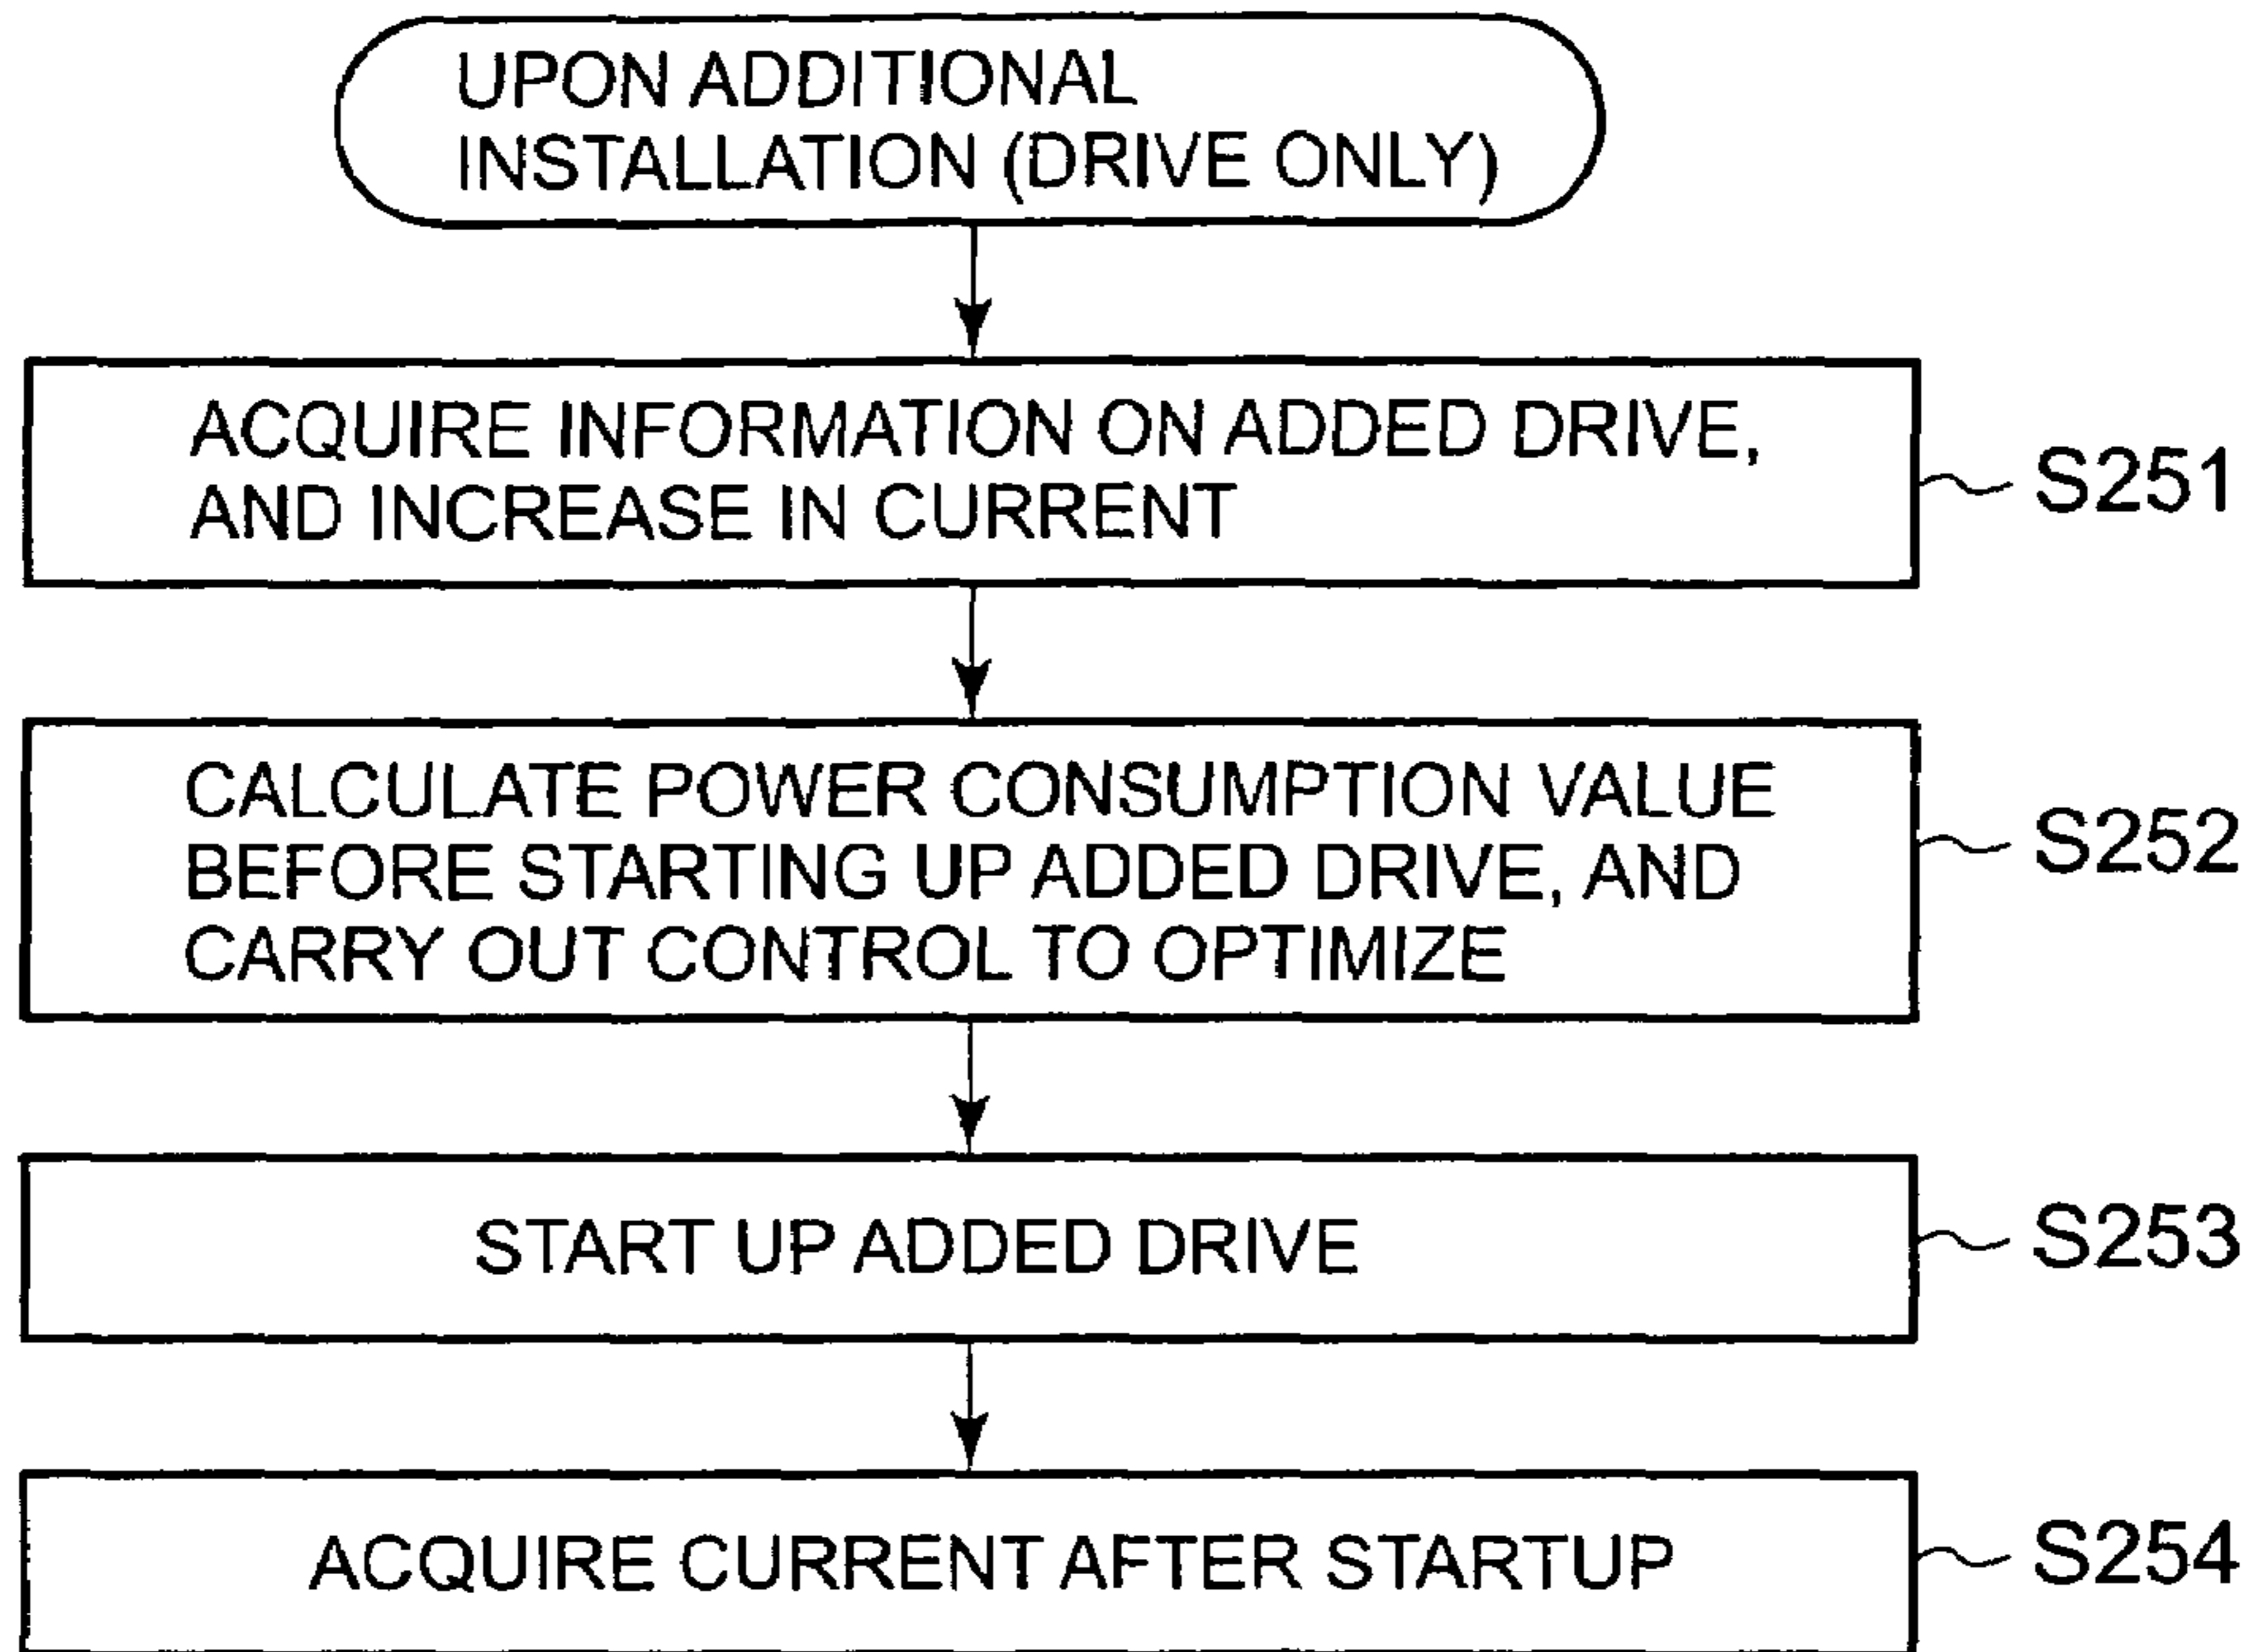 UPON ADDITIONAL
INSTALLATION (DRIVE ONLY)
ACQUIRE INFORMATION ON ADDED DRIVE,
AND INCREASE IN CURRENT
S251
CALCULATE POWER CONSUMPTION VALUE
BEFORE STARTING UP ADDED DRIVE, AND
CARRY OUT CONTROL TO OPTIMIZE
S252
START UP ADDED DRIVE
S253
ACQUIRE CURRENT AFTER STARTUP
S254